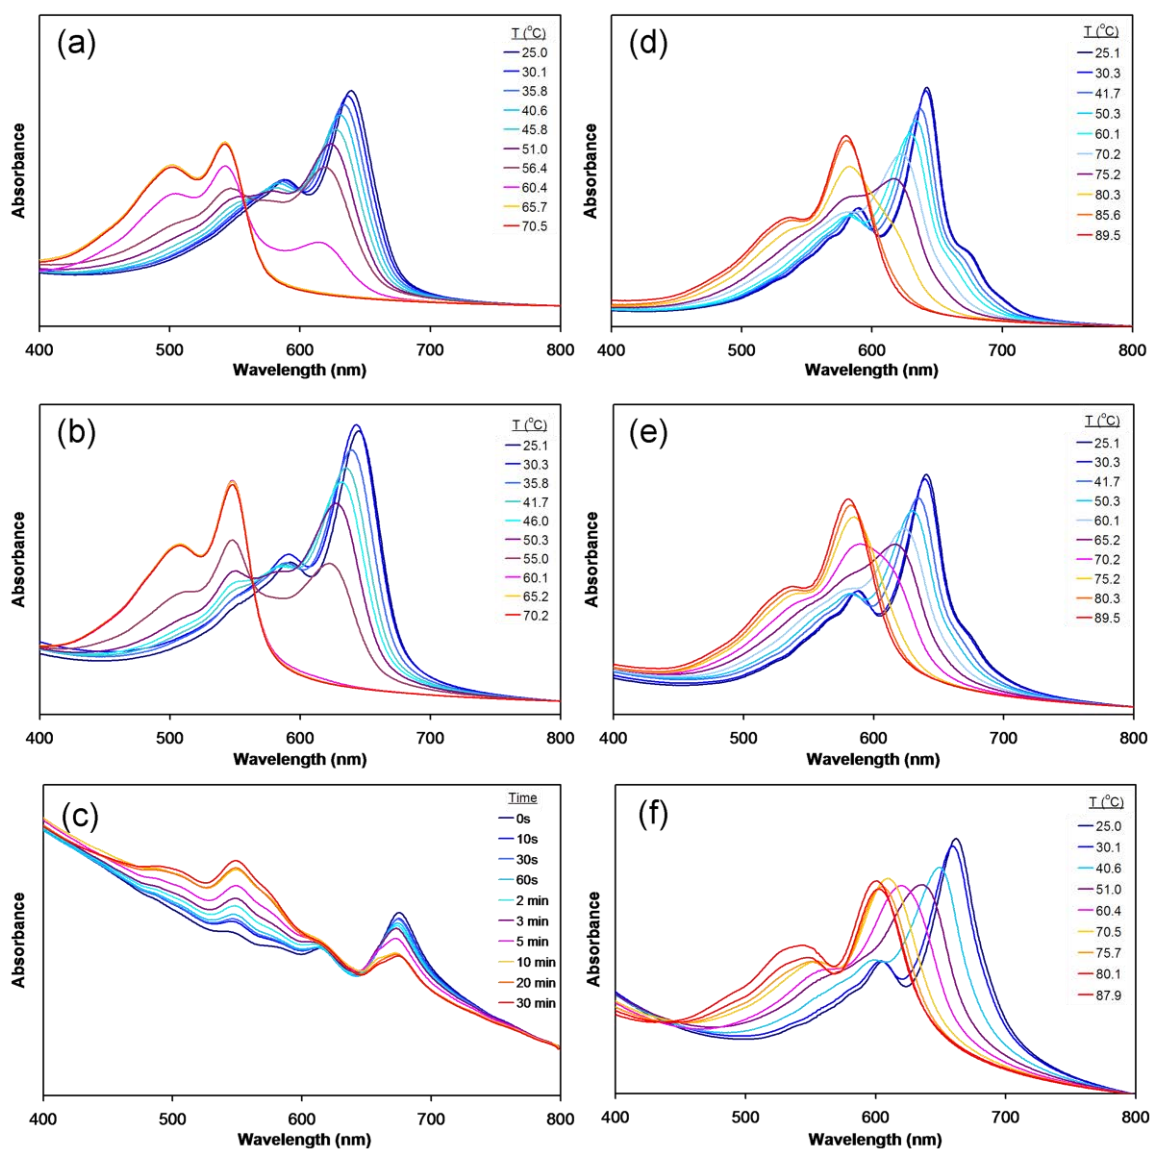 (a)
T (°C)
25.0
30.1
35.8
40.6
45.8
51.0
56.4
60.4
65.7
70.5
Absorbance
400 500 600 700 800
Wavelength (nm)
(d)
T (°C)
25.1
30.3
41.7
50.3
60.1
70.2
75.2
80.3
85.6
89.5
Absorbance
400 500 600 700 800
Wavelength (nm)
(b)
T (°C)
25.1
30.3
35.8
41.7
46.0
50.3
55.0
60.1
65.2
70.2
Absorbance
400 500 600 700 800
Wavelength (nm)
(e)
T (°C)
25.1
30.3
41.7
50.3
60.1
65.2
70.2
75.2
80.3
89.5
Absorbance
400 500 600 700 800
Wavelength (nm)
(c)
Time
0s
10s
30s
60s
2 min
3 min
5 min
10 min
20 min
30 min
Absorbance
400 500 600 700 800
Wavelength (nm)
(f)
T (°C)
25.0
30.1
40.6
51.0
60.4
70.5
75.7
80.1
87.9
Absorbance
400 500 600 700 800
Wavelength (nm)